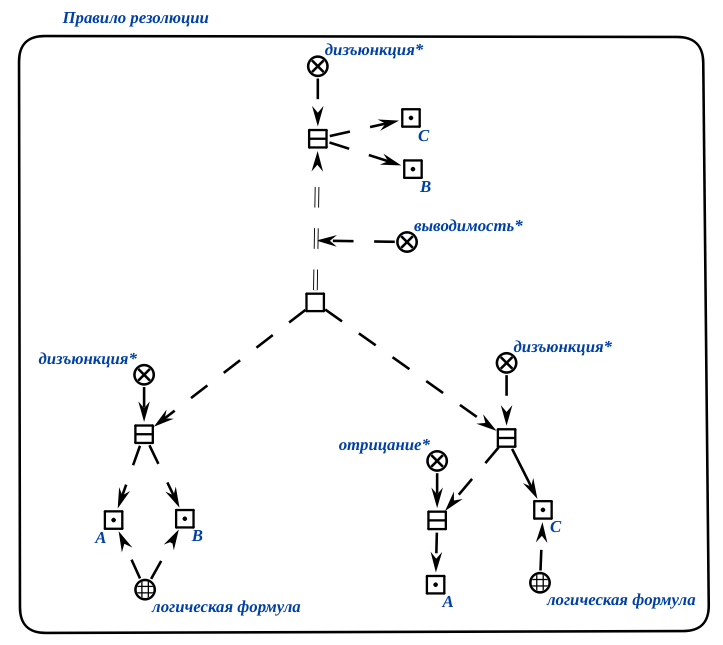 Правило резолюции
дизъюнкция*
C
B
выводимость*
дизъюнкция*
дизъюнкция*
отрицание*
A
B
C
логическая формула
A
логическая формула